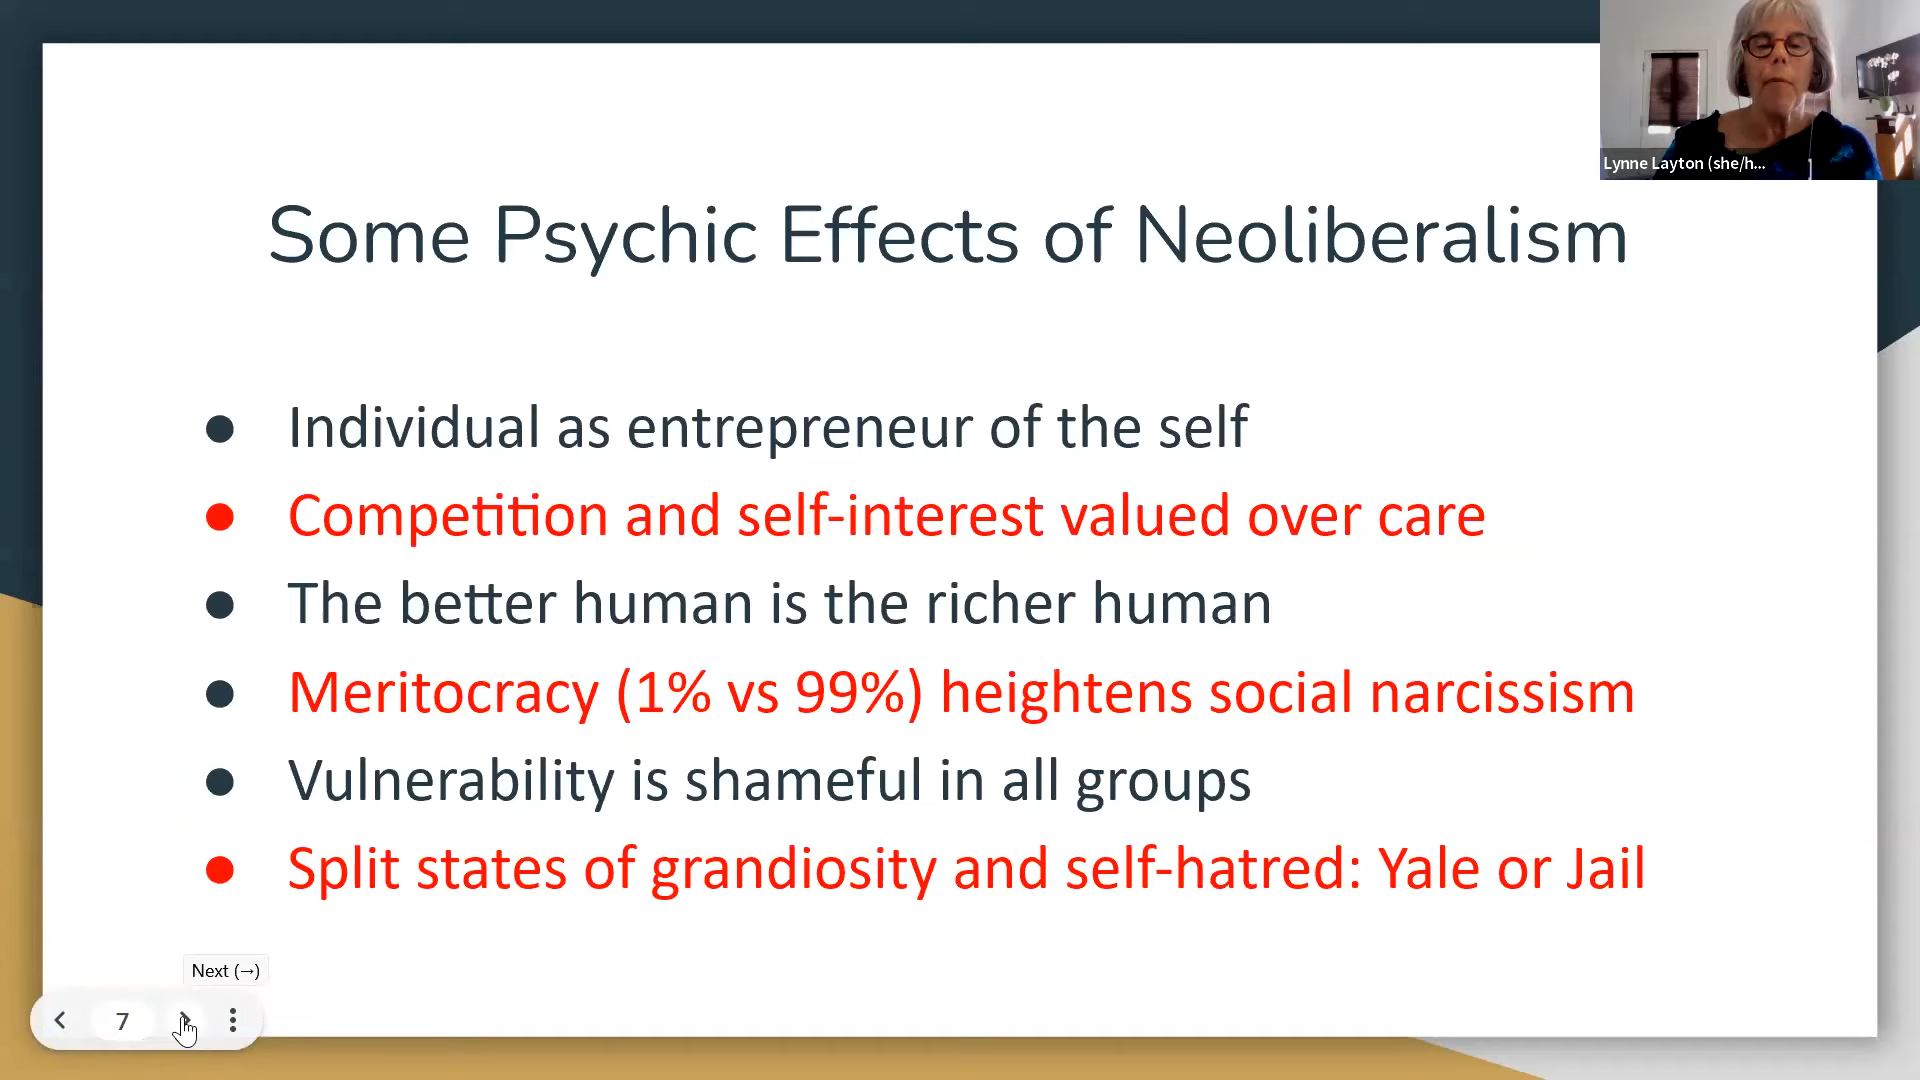 Lynne Layton (she/h...
Some Psychic Effects of Neoliberalism
● Individual as entrepreneur of the self
● Competition and self-interest valued over care
● The better human is the richer human
● Meritocracy (1% vs 99%) heightens social narcissism
● Vulnerability is shameful in all groups
● Split states of grandiosity and self-hatred: Yale or Jail
Next (→)
7